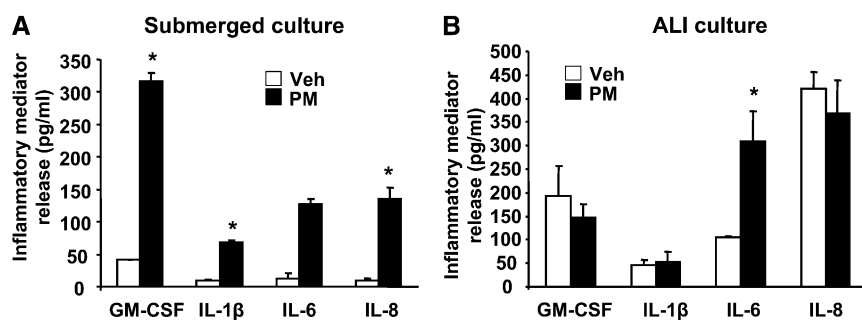 A Submerged culture
Inflammatory mediator
release (pg/ml)
350
300
250
200
150
100
50
0
Veh
PM
*
*
*
GM-CSF IL-1β IL-6 IL-8
B ALI culture
Inflammatory mediator
release (pg/ml)
500
450
400
350
300
250
200
150
100
50
0
Veh
PM
*
GM-CSF IL-1β IL-6 IL-8